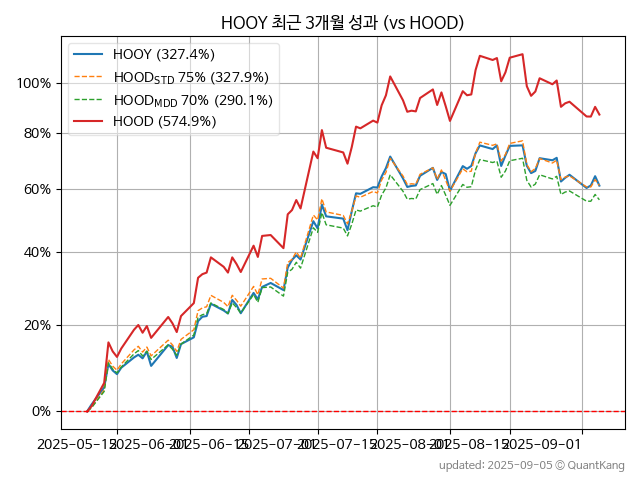 HOOY 최근 3개월 성과 (vs HOOD)
HOOY (327.4%)
HOOD_STD 75% (327.9%)
HOOD_MDD 70% (290.1%)
HOOD (574.9%)
100%
80%
60%
40%
20%
0%
2025-05-15
2025-06-01
2025-06-15
2025-07-01
2025-07-15
2025-08-01
2025-08-15
2025-09-01
updated: 2025-09-05 © QuantKang